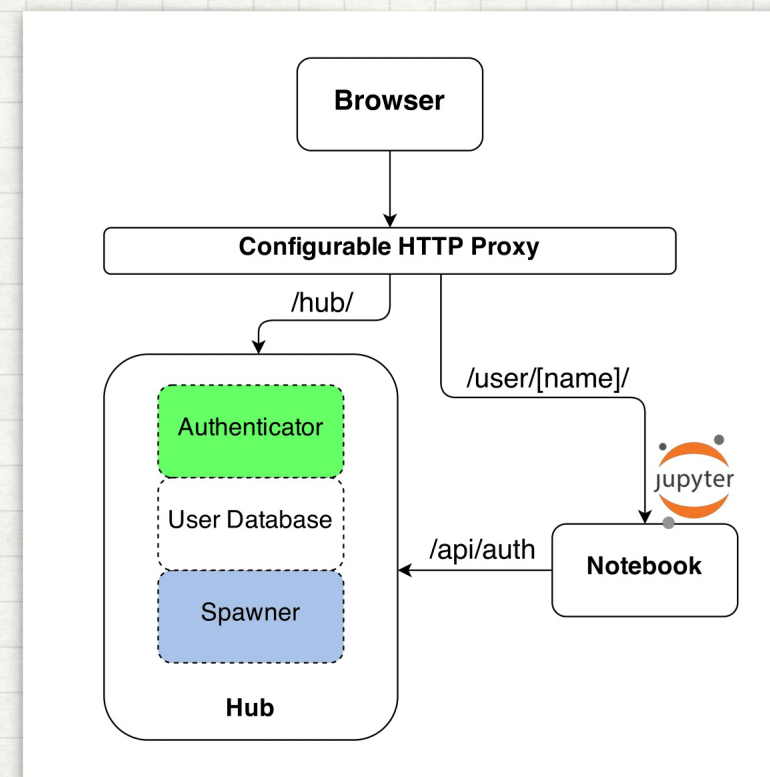 Browser
Configurable HTTP Proxy
/hub/
/user/[name]/
Authenticator
jupyter
User Database
/api/auth
Notebook
Spawner
Hub